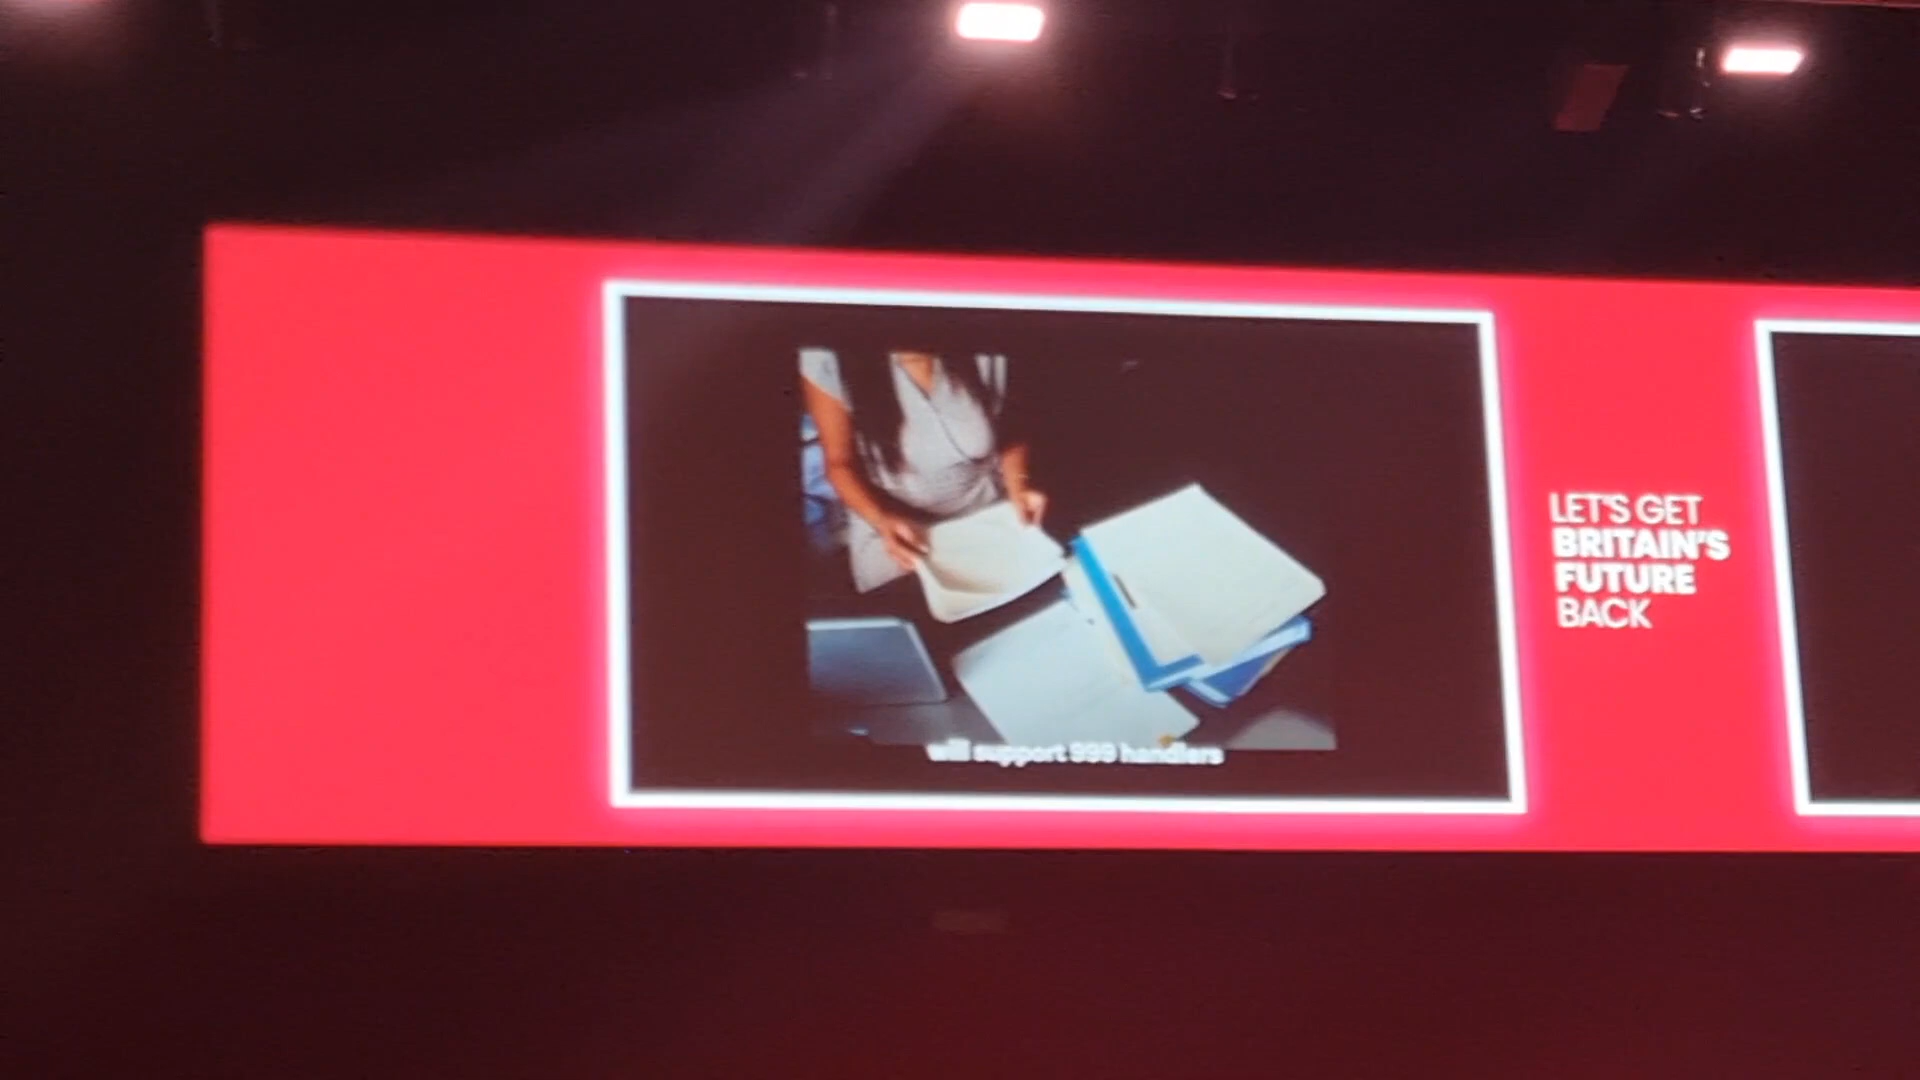 will support 999 handlers
LET'S GET
BRITAIN'S
FUTURE
BACK